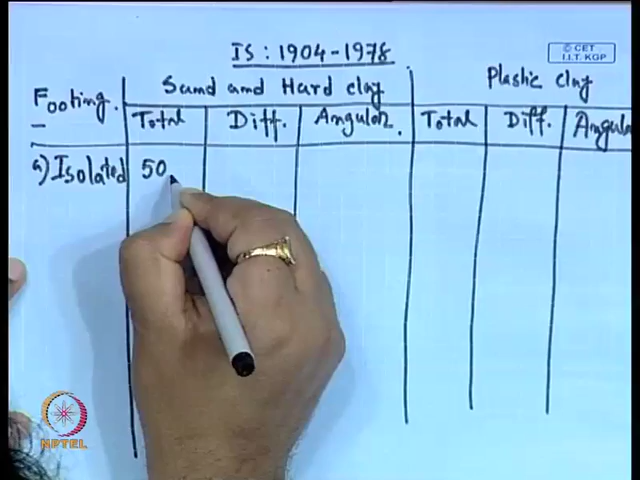 IS : 1904-1978
© CET
I.I.T. KGP
Footing. Sand and Hard clay Plastic clay
Total Diff. Angular. Total Diff. Angular
a) Isolated 50
NPTEL